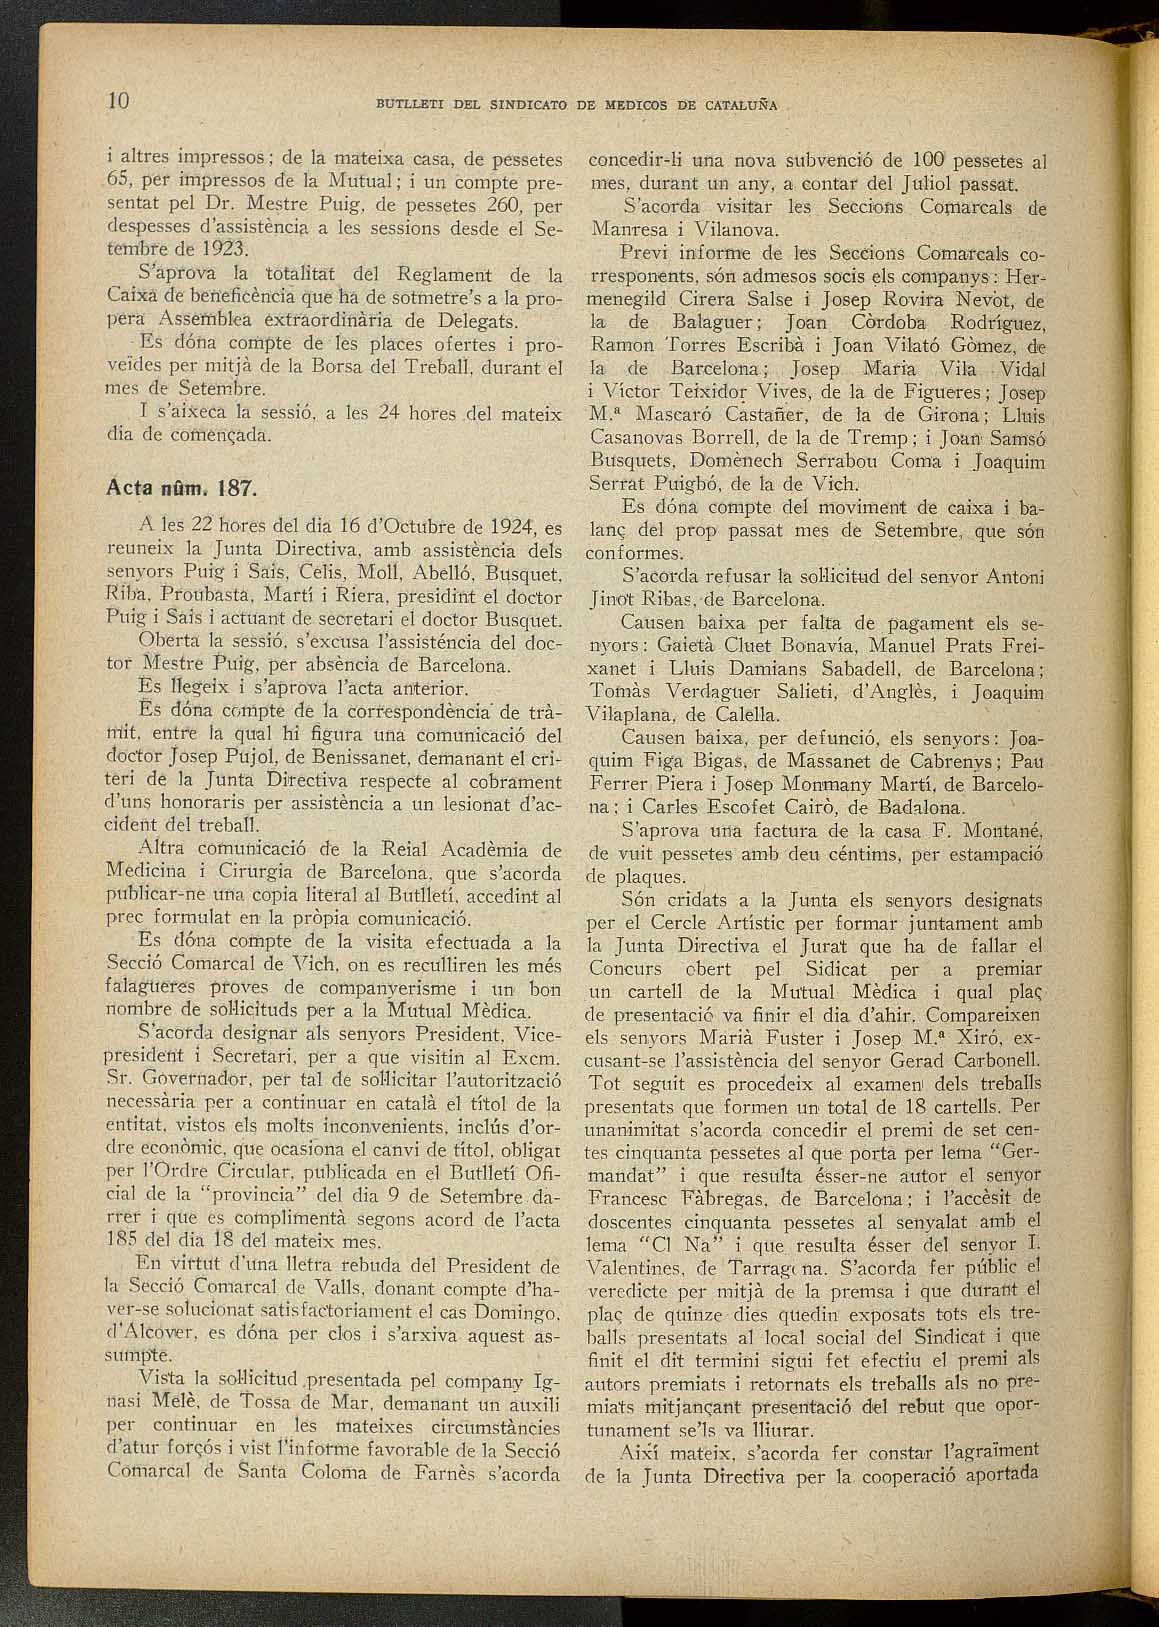 10
BUTLLETI DEL SINDICATO DE MEDICOS DE CATALUÑA
i altres impressos; de la mateixa casa, de pessetes
65, per impressos de la Mutual; i un compte pre-
sentat pel Dr. Mestre Puig, de pessetes 260, per
despesses d'assistència a les sessions desde el Se-
tembre de 1923.
S'aprova la totalitat del Reglament de la
Caixa de beneficència que ha de sotmetre's a la pro-
pera Assemblea extraordinària de Delegats.
Es dóna compte de les places ofertes i pro-
veïdes per mitjà de la Borsa del Treball, durant el
mes de Setembre.
I s'aixeca la sessió, a les 24 hores del mateix
dia de començada.
Acta núm. 187.
A les 22 hores del dia 16 d'Octubre de 1924, es
reuneix la Junta Directiva, amb assistència dels
senyors Puig i Sais, Celis, Moll, Abelló, Busquet,
Riba, Proubasta, Martí i Riera, presidint el doctor
Puig i Sais i actuant de secretari el doctor Busquet.
Oberta la sessió, s'excusa l'assisténcia del doc-
tor Mestre Puig, per absència de Barcelona.
Es llegeix i s'aprova l'acta anterior.
Es dóna compte de la correspondència de trà-
mit, entre la qual hi figura una comunicació del
doctor Josep Pujol, de Benissanet, demanant el cri-
teri de la Junta Directiva respecte al cobrament
d'uns honoraris per assistència a un lesionat d'ac-
cident del treball.
Altra comunicació de la Reial Acadèmia de
Medicina i Cirurgia de Barcelona, que s'acorda
publicar-ne una copia literal al Butlletí, accedint al
prec formulat en la pròpia comunicació.
Es dóna compte de la visita efectuada a la
Secció Comarcal de Vich, on es reculliren les més
falagueres proves de companyerisme i un bon
nombre de sol·licituds per a la Mutual Mèdica.
S'acorda designar als senyors President, Vice-
president i Secretari, per a que visitin al Excm.
Sr. Governador, per tal de sol·licitar l'autorització
necessària per a continuar en català el títol de la
entitat, vistos els molts inconvenients, inclús d'or-
dre econòmic, que ocasiona el canvi de títol, obligat
per l'Ordre Circular, publicada en el Butlletí Ofi-
cial de la "provincia" del dia 9 de Setembre da-
rrer i que es complimentà segons acord de l'acta
185 del dia 18 del mateix mes.
En virtut d'una lletra rebuda del President de
la Secció Comarcal de Valls, donant compte d'ha-
ver-se solucionat satisfactoriament el cas Domingo,
d'Alcover, es dóna per clos i s'arxiva aquest as-
sumpte.
Vista la sol·licitud presentada pel company Ig-
nasi Melè, de Tossa de Mar, demanant un auxili
per continuar en les mateixes circumstàncies
d'atur forçós i vist l'informe favorable de la Secció
Comarcal de Santa Coloma de Farnès s'acorda
concedir-li una nova subvenció de 100 pessetes al
mes, durant un any, a contar del Juliol passat.
S'acorda visitar les Seccions Comarcals de
Manresa i Vilanova.
Previ informe de les Seccions Comarcals co-
rresponents, són admesos socis els companys: Her-
menegild Cirera Salse i Josep Rovira Nevot, de
la de Balaguer; Joan Còrdoba Rodríguez,
Ramon Torres Escribà i Joan Vilató Gòmez, de
la de Barcelona; Josep Maria Vila Vidal
i Víctor Teixidor Vives, de la de Figueres; Josep
M.ª Mascaró Castañer, de la de Girona; Lluis
Casanovas Borrell, de la de Tremp; i Joan Samsó
Busquets, Domènech Serrabou Coma i Joaquim
Serrat Puigbó, de la de Vich.
Es dóna compte del moviment de caixa i ba-
lanç del prop passat mes de Setembre, que són
conformes.
S'acorda refusar la sol·licitud del senyor Antoni
Jinot Ribas, de Barcelona.
Causen baixa per falta de pagament els se-
nyors: Gaietà Cluet Bonavía, Manuel Prats Frei-
xanet i Lluis Damians Sabadell, de Barcelona;
Tomàs Verdaguer Salieti, d'Anglès, i Joaquim
Vilaplana, de Calella.
Causen baixa, per defunció, els senyors: Joa-
quim Figa Bigas, de Massanet de Cabrenys; Pau
Ferrer Piera i Josep Monmany Martí, de Barcelo-
na; i Carles Escofet Cairò, de Badalona.
S'aprova una factura de la casa F. Montané,
de vuit pessetes amb deu céntims, per estampació
de plaques.
Són cridats a la Junta els senyors designats
per el Cercle Artístic per formar juntament amb
la Junta Directiva el Jurat que ha de fallar el
Concurs obert pel Sidicat per a premiar
un cartell de la Mutual Mèdica i qual plaç
de presentació va finir el dia d'ahir. Compareixen
els senyors Marià Fuster i Josep M.ª Xiró, ex-
cusant-se l'assistència del senyor Gerad Carbonell.
Tot seguit es procedeix al examen dels treballs
presentats que formen un total de 18 cartells. Per
unanimitat s'acorda concedir el premi de set cen-
tes cinquanta pessetes al que porta per lema "Ger-
mandat" i que resulta ésser-ne autor el senyor
Francesc Fàbregas, de Barcelona; i l'accèsit de
doscentes cinquanta pessetes al senyalat amb el
lema "Cl Na" i que resulta ésser del senyor I.
Valentines, de Tarragona. S'acorda fer públic el
veredicte per mitjà de la premsa i que durant el
plaç de quinze dies quedin exposats tots els tre-
balls presentats al local social del Sindicat i que
finit el dit termini sigui fet efectiu el premi als
autors premiats i retornats els treballs als no pre-
miats mitjançant presentació del rebut que opor-
tunament se'ls va lliurar.
Així mateix, s'acorda fer constar l'agraïment
de la Junta Directiva per la cooperació aportada